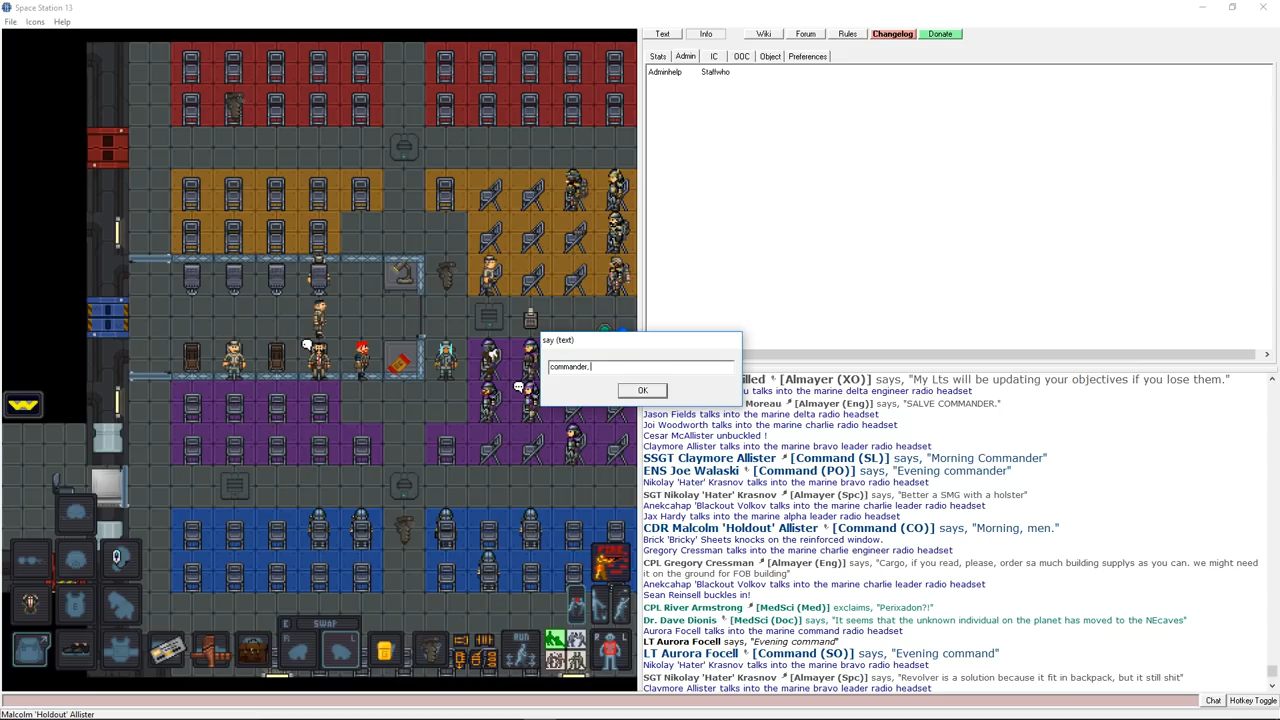 Space Station 13
File Icons Help
Text Info Wiki Forum Rules Changelog Donate
Stats Admin IC OOC Object Preferences
Adminhelp Staffwho
say (text)
commander,
OK
illed [Almayer (XO)] says, "My Lts will be updating your objectives if you lose them."
u talks into the marine delta engineer radio headset
Moreau [Almayer (Eng)] says, "SALVE COMMANDER."
Jason Fields talks into the marine delta radio headset
Joi Woodworth talks into the marine charlie radio headset
Cesar McAllister unbuckled !
Claymore Allister talks into the marine bravo leader radio headset
SSGT Claymore Allister [Command (SL)] says, "Morning Commander"
ENS Joe Walaski [Command (PO)] says, "Evening commander"
Nikolay 'Hater' Krasnov talks into the marine bravo leader radio headset
SGT Nikolay 'Hater' Krasnov [Almayer (Spc)] says, "Better a SMG with a holster"
Anekcahap 'Blackout Volkov talks into the marine bravo radio headset
Jax Hardy talks into the marine alpha leader radio headset
CDR Malcolm 'Holdout' Allister [Command (CO)] says, "Morning, men."
Brick 'Bricky' Sheets knocks on the reinforced window.
Gregory Cressman talks into the marine charlie engineer radio headset
CPL Gregory Cressman [Almayer (Eng)] says, "Cargo, if you read, please, order sa much building supplys as you can. we might need
it on the ground for FOB building"
Anekcahap 'Blackout Volkov talks into the marine charlie radio headset
Sean Reinsell buckles in!
CPL River Armstrong [MedSci (Med)] exclaims, "Perixadon?!"
Dr. Dave Dionis [MedSci (Doc)] says, "It seems that the unknown individual on the planet has moved to the NEcaves"
Aurora Focell talks into the marine command radio headset
LT Aurora Focell says, "Evening command"
LT Aurora Focell [Command (SO)] says, "Evening command"
Nikolay 'Hater' Krasnov talks into the marine bravo leader radio headset
SGT Nikolay 'Hater' Krasnov [Almayer (Spc)] says, "Revolver is a solution because it fit in backpack, but it still shit"
Claymore Allister talks into the marine bravo leader radio headset
FIRE
E SWAP
RUN
R L
Chat Hotkey Toggle
Malcolm 'Holdout' Allister